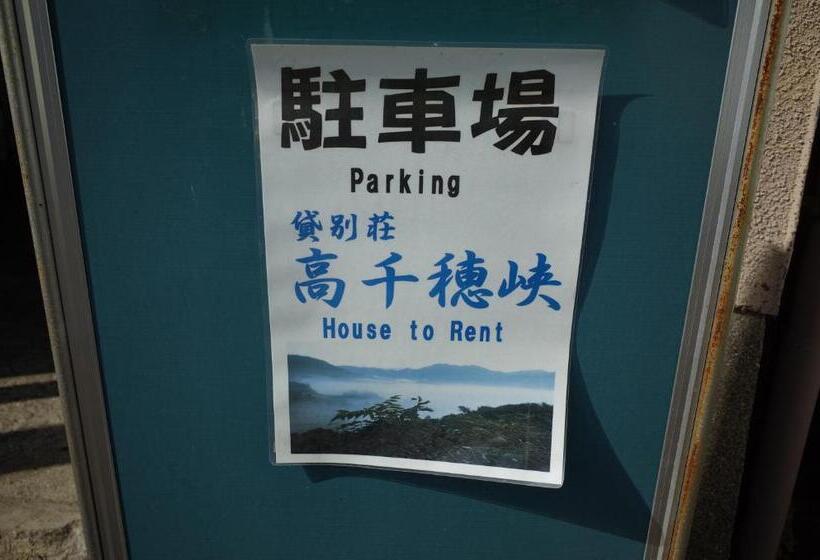 駐車場
Parking
貸別荘
高千穂峡
House to Rent